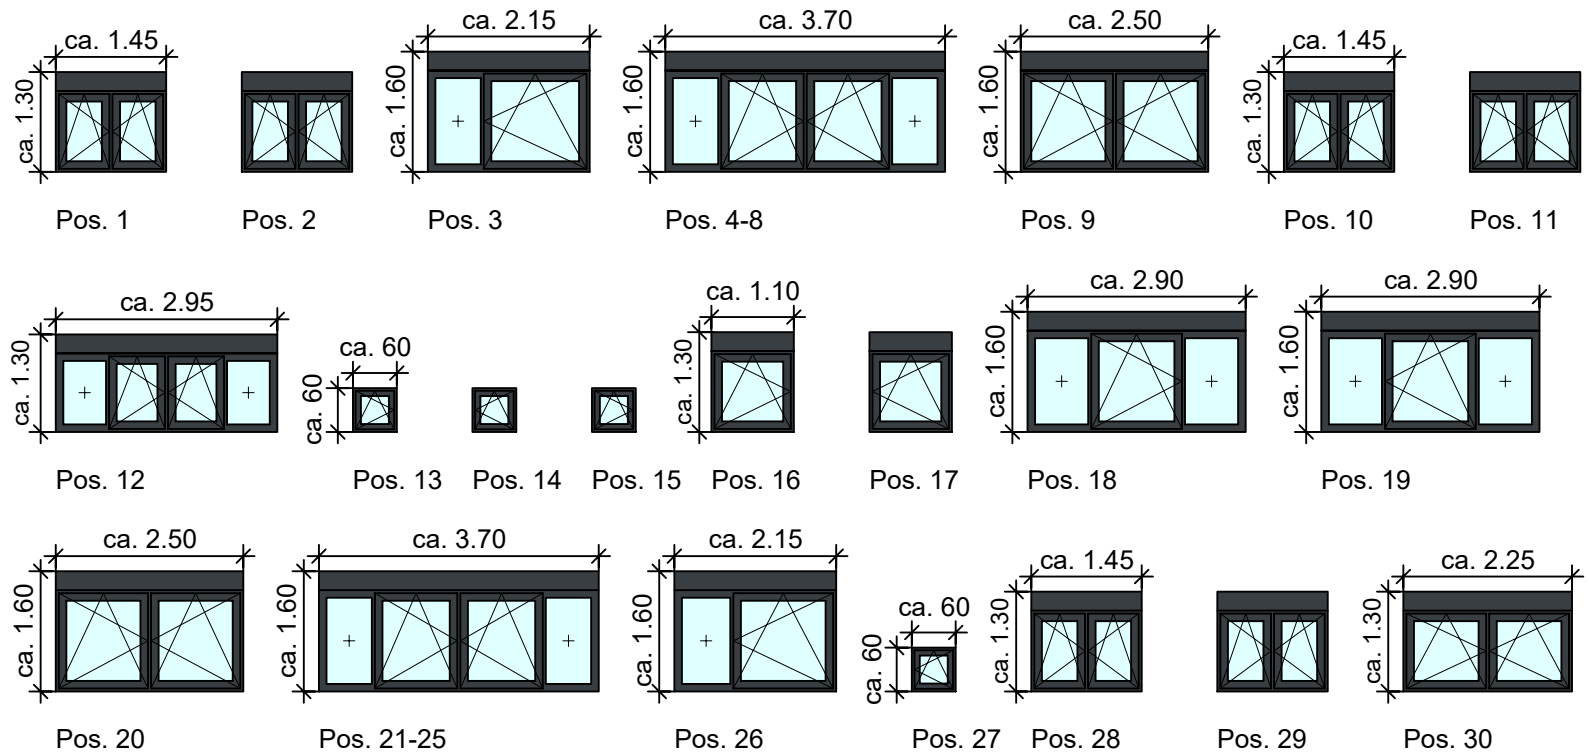 ca. 1.45
ca. 1.30
Pos. 1
Pos. 2
ca. 2.15
ca. 1.60
Pos. 3
ca. 3.70
ca. 1.60
Pos. 4-8
ca. 2.50
ca. 1.60
Pos. 9
ca. 1.45
ca. 1.30
Pos. 10
Pos. 11
ca. 2.95
ca. 1.30
Pos. 12
ca. 60
ca. 60
Pos. 13
Pos. 14
Pos. 15
ca. 1.10
ca. 1.30
Pos. 16
Pos. 17
ca. 2.90
ca. 1.60
Pos. 18
ca. 2.90
ca. 1.60
Pos. 19
ca. 2.50
ca. 1.60
Pos. 20
ca. 3.70
ca. 1.60
Pos. 21-25
ca. 2.15
ca. 1.60
Pos. 26
ca. 60
ca. 60
Pos. 27
ca. 1.45
ca. 1.30
Pos. 28
Pos. 29
ca. 2.25
ca. 1.30
Pos. 30